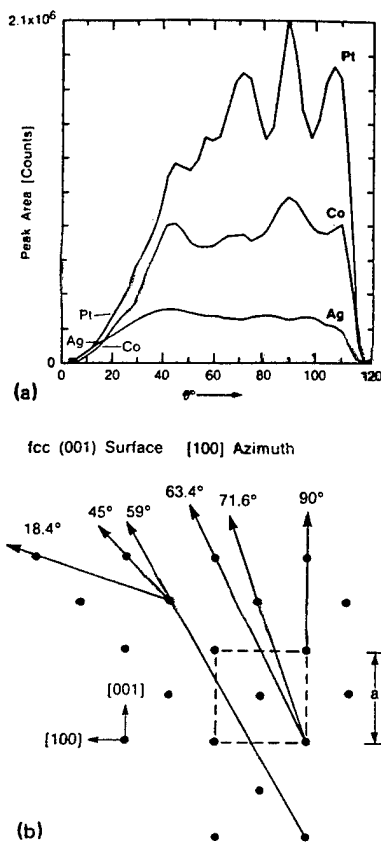 2.1x10⁶
Peak Area [Counts]
Pt
Co
Ag
Pt
Ag
Co
0
0 20 40 60 80 100 120
θ°
(a)
fcc (001) Surface [100] Azimuth
18.4° 45° 59° 63.4° 71.6° 90°
[001]
[100]
a
(b)